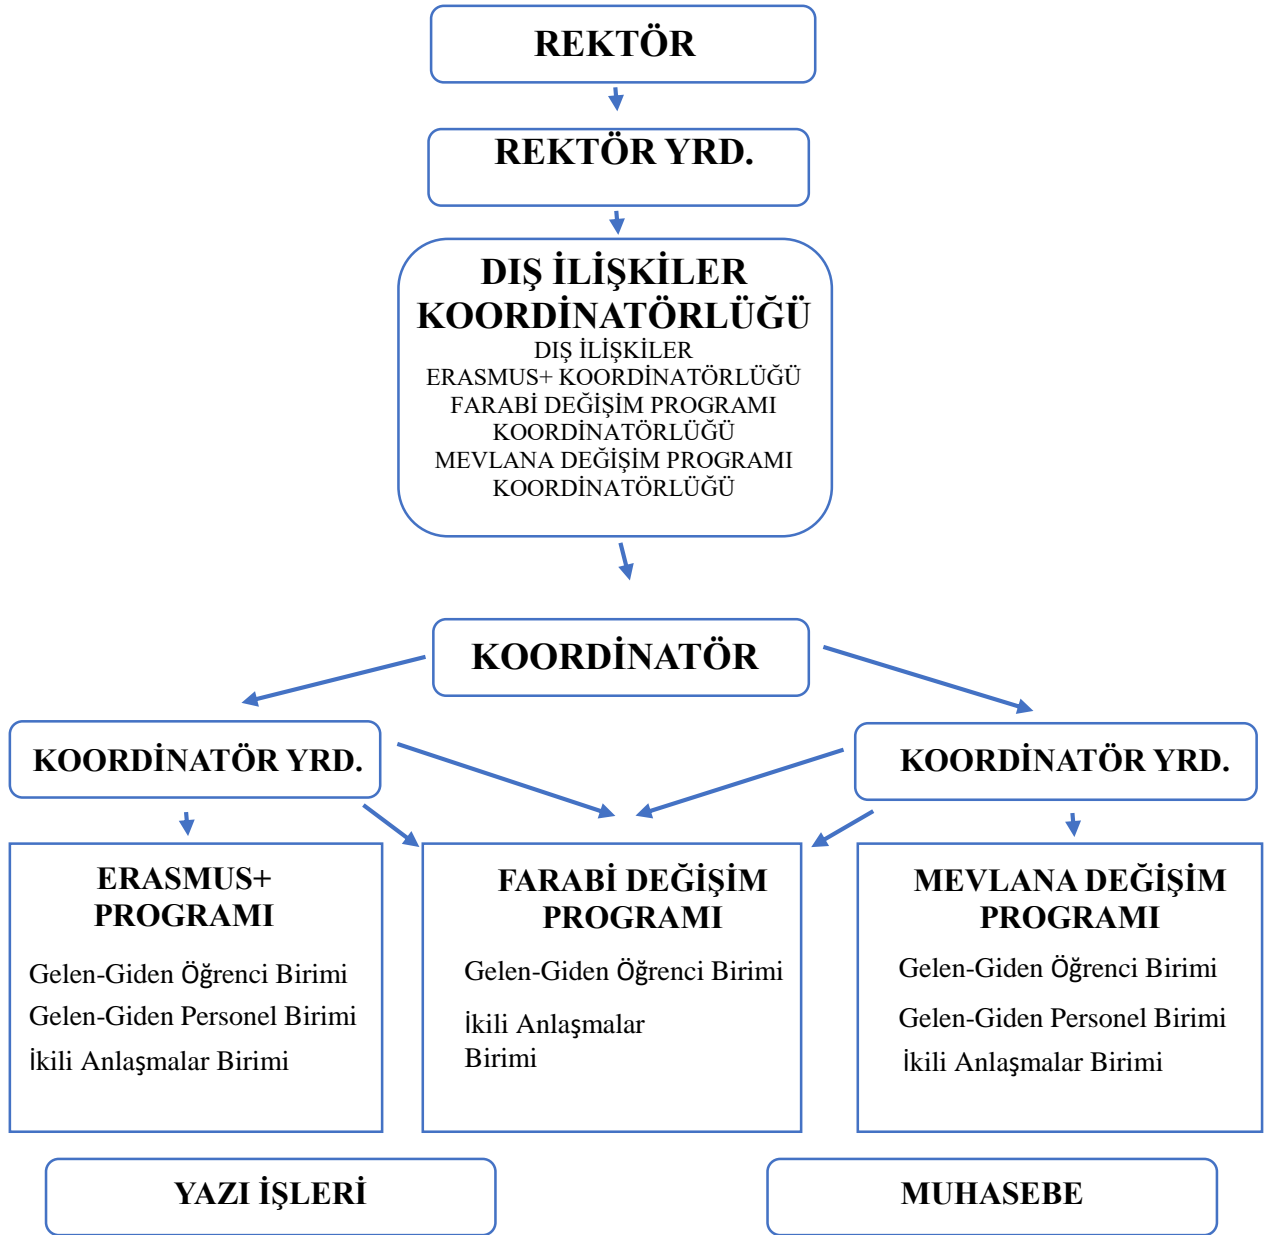 REKTÖR
REKTÖR YRD.
DIŞ İLİŞKİLER
KOORDİNATÖRLÜĞÜ
DIŞ İLİŞKİLER
ERASMUS+ KOORDİNATÖRLÜĞÜ
FARABİ DEĞİŞİM PROGRAMI
KOORDİNATÖRLÜĞÜ
MEVLANA DEĞİŞİM PROGRAMI
KOORDİNATÖRLÜĞÜ
KOORDİNATÖR
KOORDİNATÖR YRD.
KOORDİNATÖR YRD.
ERASMUS+
PROGRAMI
Gelen-Giden Öğrenci Birimi
Gelen-Giden Personel Birimi
İkili Anlaşmalar Birimi
FARABİ DEĞİŞİM
PROGRAMI
Gelen-Giden Öğrenci Birimi
İkili Anlaşmalar
Birimi
MEVLANA DEĞİŞİM
PROGRAMI
Gelen-Giden Öğrenci Birimi
Gelen-Giden Personel Birimi
İkili Anlaşmalar Birimi
YAZI İŞLERİ
MUHASEBE